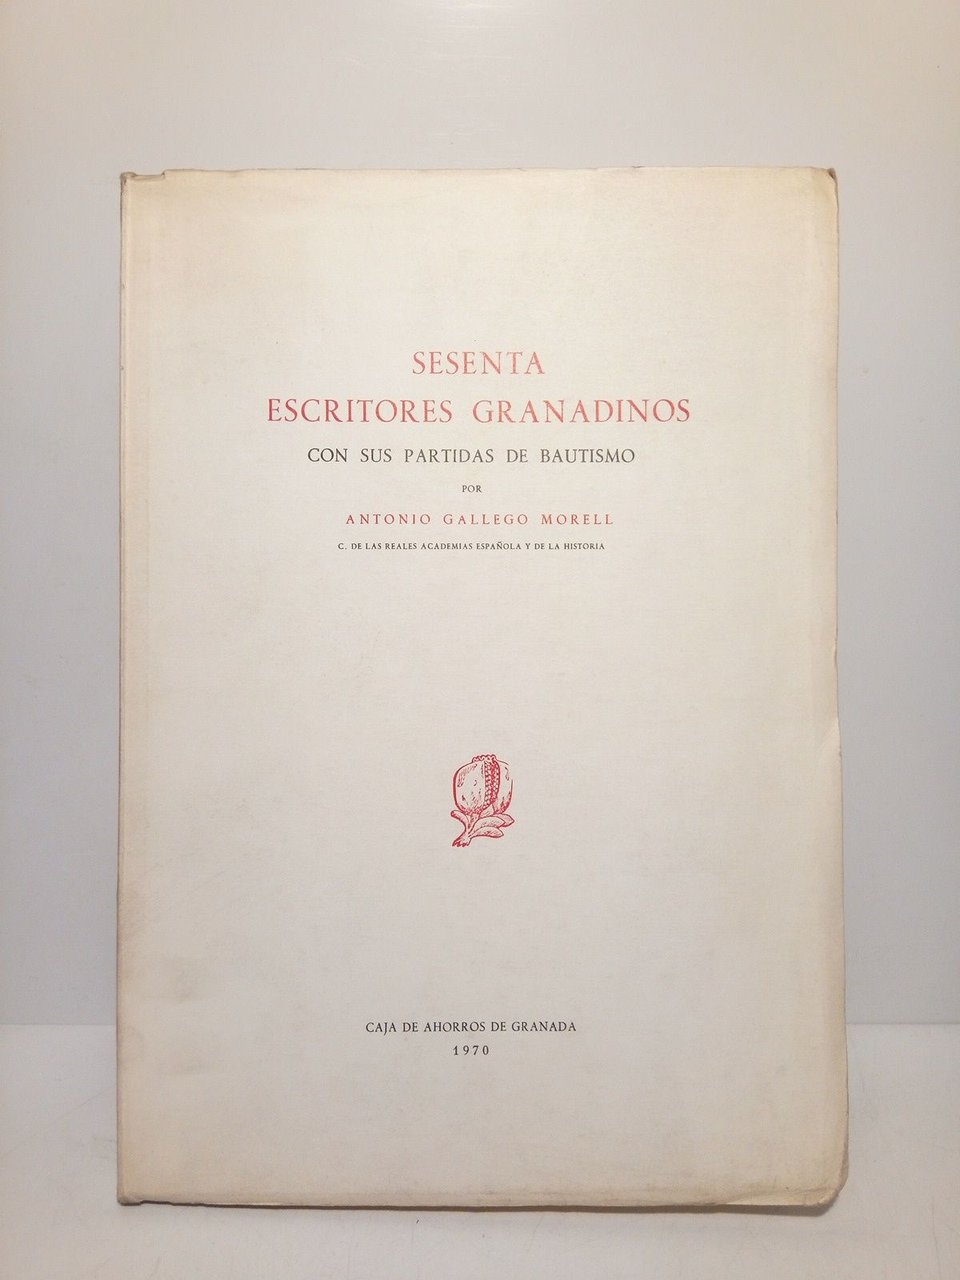 SESENTA
ESCRITORES GRANADINOS
CON SUS PARTIDAS DE BAUTISMO
POR
ANTONIO GALLEGO MORELL
C. DE LAS REALES ACADEMIAS ESPAÑOLA Y DE LA HISTORIA
CAJA DE AHORROS DE GRANADA
1970